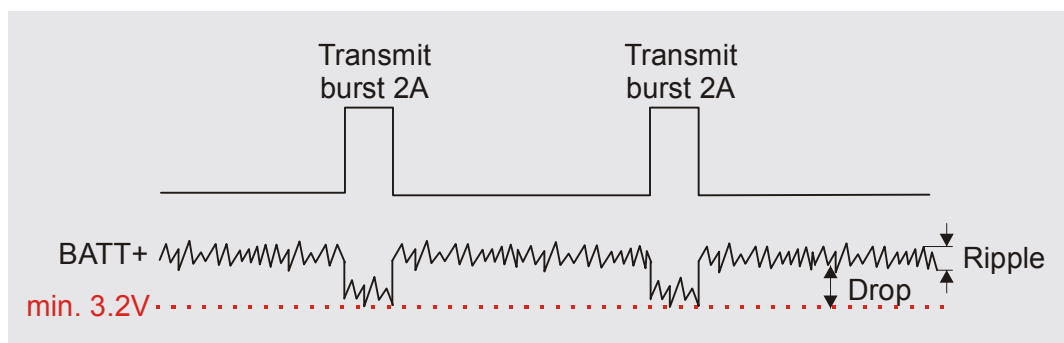 Transmit
burst 2A
Transmit
burst 2A
BATT+
Ripple
Drop
min. 3.2V